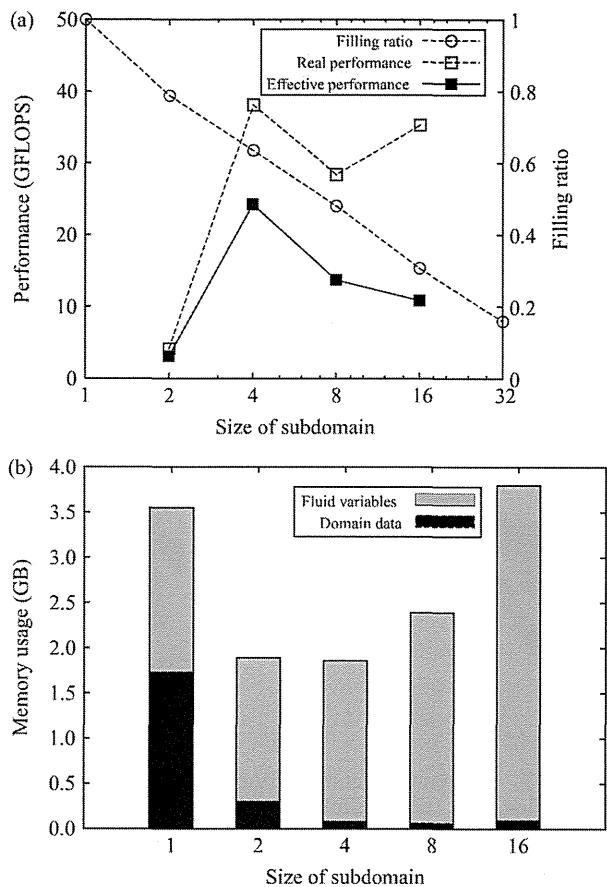 (a)
50
40
30
20
10
0
Performance (GFLOPS)
Filling ratio
Real performance
Effective performance
1
0.8
0.6
0.4
0.2
0
Filling ratio
1 2 4 8 16 32
Size of subdomain
(b)
4.0
3.5
3.0
2.5
2.0
1.5
1.0
0.5
0.0
Memory usage (GB)
Fluid variables
Domain data
1 2 4 8 16
Size of subdomain